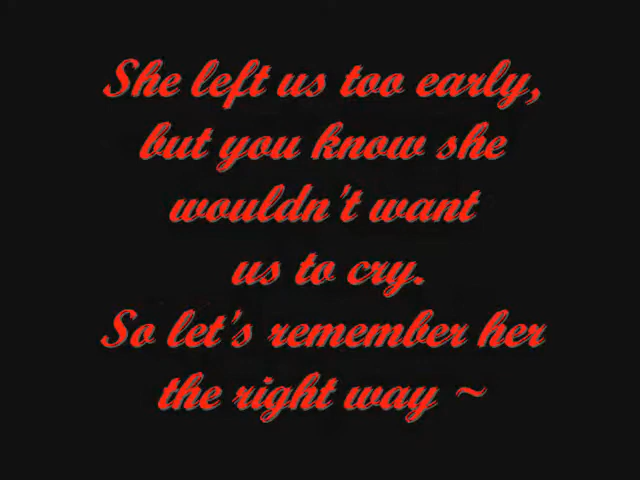 She left us too early,
but you know she
wouldn't want
us to cry.
So let's remember her
the right way ~